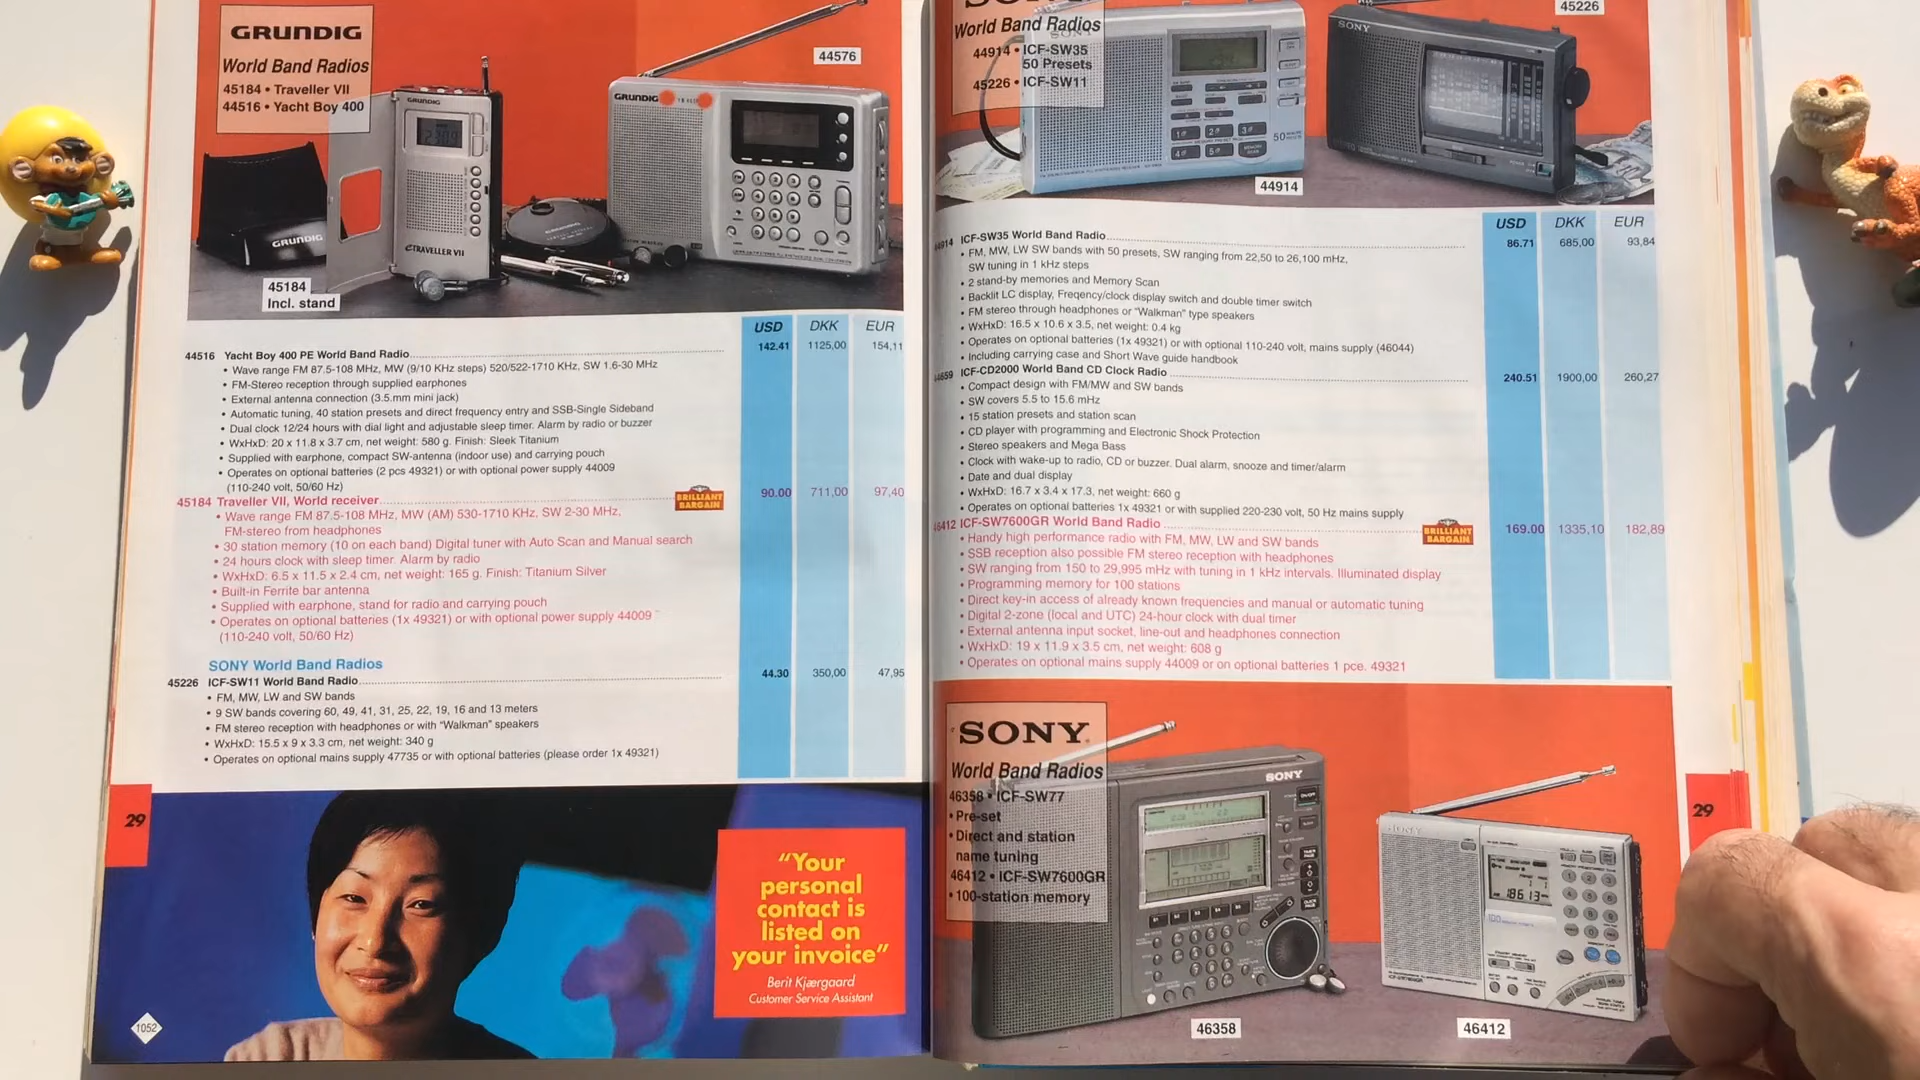 GRUNDIG
World Band Radios
45184 • Traveller VII
44516 • Yacht Boy 400
44576
GRUNDIG
GRUNDIG
GRUNDIG
TRAVELLER VII
45184
Incl. stand
USD DKK EUR
44516 Yacht Boy 400 PE World Band Radio 142.41 1125,00 154,11
• Wave range FM 87.5-108 MHz, MW (9/10 KHz steps) 520/522-1710 KHz, SW 1.6-30 MHz
• FM-Stereo reception through supplied earphones
• External antenna connection (3.5.mm mini jack)
• Automatic tuning, 40 station presets and direct frequency entry and SSB-Single Sideband
• Dual clock 12/24 hours with dial light and adjustable sleep timer. Alarm by radio or buzzer
• WxHxD: 20 x 11.8 x 3.7 cm, net weight: 580 g. Finish: Sleek Titanium
• Supplied with earphone, compact SW-antenna (indoor use) and carrying pouch
• Operates on optional batteries (2 pcs 49321) or with optional power supply 44009
(110-240 volt, 50/60 Hz)
45184 Traveller VII, World receiver BRILLIANT BARGAIN 90.00 711,00 97,40
• Wave range FM 87.5-108 MHz, MW (AM) 530-1710 KHz, SW 2-30 MHz,
FM-stereo from headphones
• 30 station memory (10 on each band) Digital tuner with Auto Scan and Manual search
• 24 hours clock with sleep timer. Alarm by radio
• WxHxD: 6.5 x 11.5 x 2.4 cm, net weight: 165 g. Finish: Titanium Silver
• Built-in Ferrite bar antenna
• Supplied with earphone, stand for radio and carrying pouch
• Operates on optional batteries (1x 49321) or with optional power supply 44009
(110-240 volt, 50/60 Hz)
SONY World Band Radios
45226 ICF-SW11 World Band Radio 44.30 350,00 47,95
• FM, MW, LW and SW bands
• 9 SW bands covering 60, 49, 41, 31, 25, 22, 19, 16 and 13 meters
• FM stereo reception with headphones or with "Walkman" speakers
• WxHxD: 15.5 x 9 x 3.3 cm, net weight: 340 g
• Operates on optional mains supply 47735 or with optional batteries (please order 1x 49321)
29
"Your
personal
contact is
listed on
your invoice"
Berit Kjærgaard
Customer Service Assistant
1052
SONY
World Band Radios
44914 • ICF-SW35
50 Presets
45226 • ICF-SW11
45226
SONY
44914
USD DKK EUR
44914 ICF-SW35 World Band Radio 86.71 685,00 93,84
• FM, MW, LW SW bands with 50 presets, SW ranging from 22,50 to 26,100 mHz,
SW tuning in 1 kHz steps
• 2 stand-by memories and Memory Scan
• Backlit LC display, Freqency/clock display switch and double timer switch
• FM stereo through headphones or "Walkman" type speakers
• WxHxD: 16.5 x 10.6 x 3.5, net weight: 0.4 kg
• Operates on optional batteries (1x 49321) or with optional 110-240 volt, mains supply (46044)
• Including carrying case and Short Wave guide handbook
ICF-CD2000 World Band CD Clock Radio 240.51 1900,00 260,27
• Compact design with FM/MW and SW bands
• SW covers 5.5 to 15.6 mHz
• 15 station presets and station scan
• CD player with programming and Electronic Shock Protection
• Stereo speakers and Mega Bass
• Clock with wake-up to radio, CD or buzzer. Dual alarm, snooze and timer/alarm
• Date and dual display
• WxHxD: 16.7 x 3.4 x 17.3, net weight: 660 g
• Operates on optional batteries 1x 49321 or with supplied 220-230 volt, 50 Hz mains supply
46412 ICF-SW7600GR World Band Radio BRILLIANT BARGAIN 169.00 1335,10 182,89
• Handy high performance radio with FM, MW, LW and SW bands
• SSB reception also possible FM stereo reception with headphones
• SW ranging from 150 to 29,995 mHz with tuning in 1 kHz intervals. Illuminated display
• Programming memory for 100 stations
• Direct key-in access of already known frequencies and manual or automatic tuning
• Digital 2-zone (local and UTC) 24-hour clock with dual timer
• External antenna input socket, line-out and headphones connection
• WxHxD: 19 x 11.9 x 3.5 cm, net weight: 608 g
• Operates on optional mains supply 44009 or on optional batteries 1 pce. 49321
SONY
World Band Radios
46358 • ICF-SW77
• Pre-set
• Direct and station
name tuning
46412 • ICF-SW7600GR
• 100-station memory
SONY
SONY
46358
46412
29